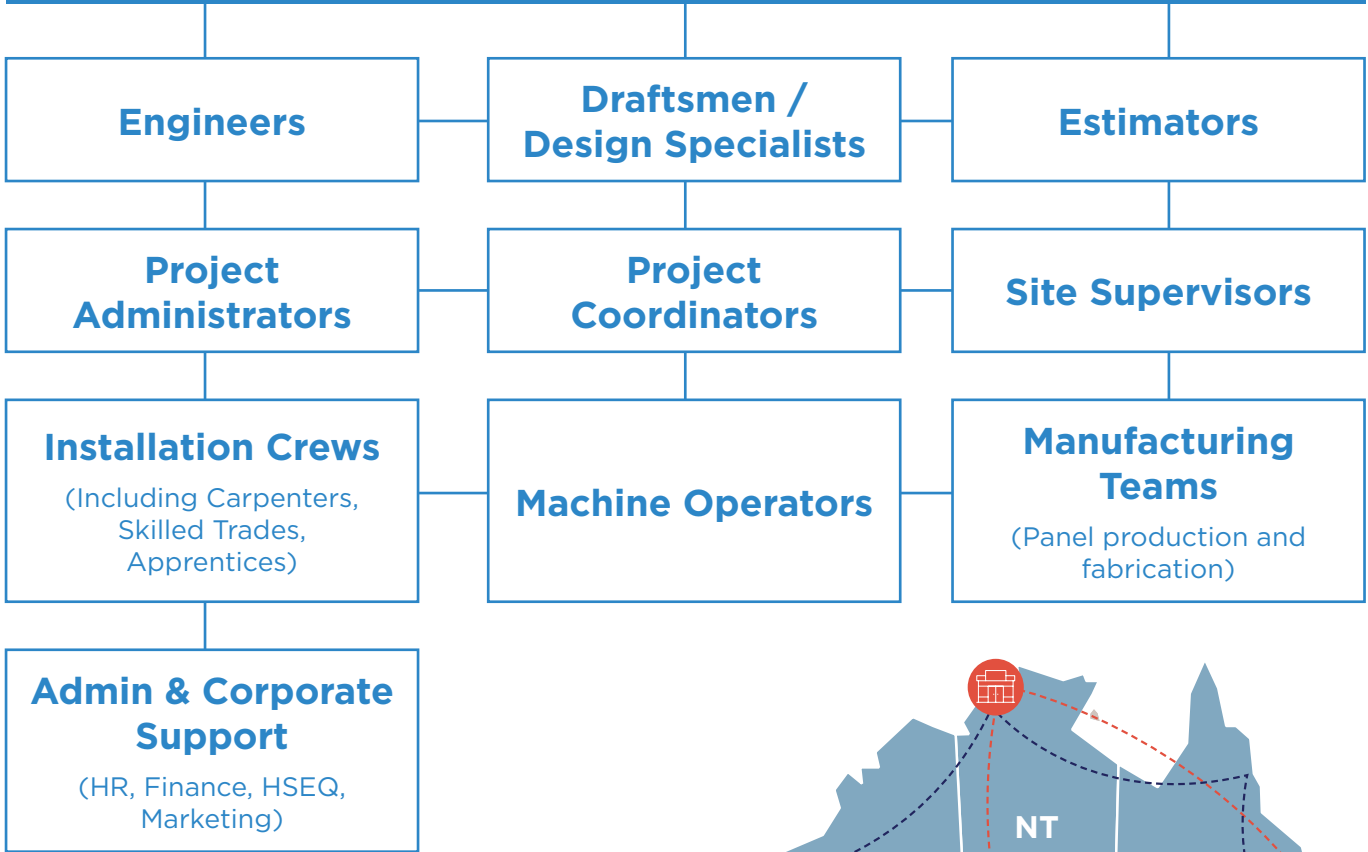 Engineers
Draftsmen /
Design Specialists
Estimators
Project
Administrators
Project
Coordinators
Site Supervisors
Installation Crews
(Including Carpenters,
Skilled Trades,
Apprentices)
Machine Operators
Manufacturing
Teams
(Panel production and
fabrication)
Admin & Corporate
Support
(HR, Finance, HSEQ,
Marketing)
NT